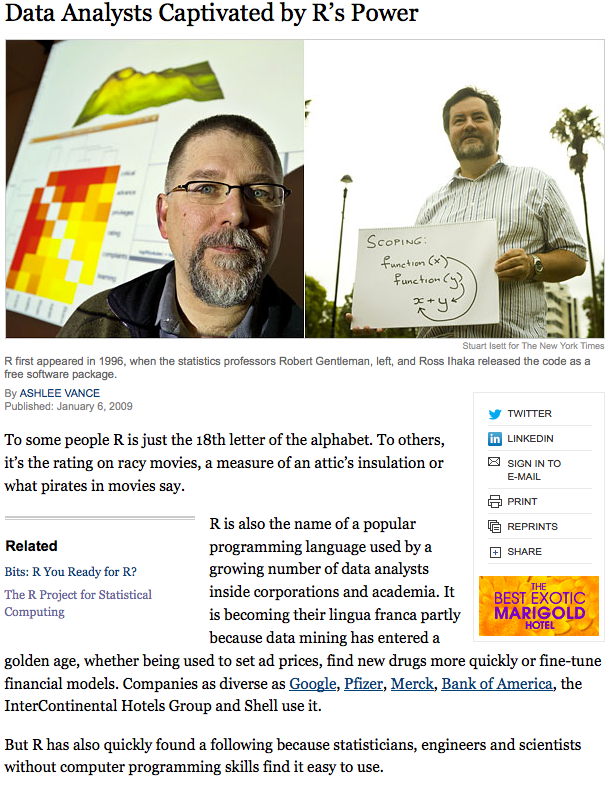 Data Analysts Captivated by R's Power
critical
advance
privileges
rating
complaints
learning
SCOPING:
function(x)
function(y)
x+y
Stuart Isett for The New York Times
R first appeared in 1996, when the statistics professors Robert Gentleman, left, and Ross Ihaka released the code as a
free software package.
By ASHLEE VANCE
Published: January 6, 2009
To some people R is just the 18th letter of the alphabet. To others,
it's the rating on racy movies, a measure of an attic's insulation or
what pirates in movies say.
TWITTER
LINKEDIN
SIGN IN TO
E-MAIL
PRINT
REPRINTS
SHARE
THE
BEST EXOTIC
MARIGOLD
HOTEL
Related
Bits: R You Ready for R?
The R Project for Statistical
Computing
R is also the name of a popular
programming language used by a
growing number of data analysts
inside corporations and academia. It
is becoming their lingua franca partly
because data mining has entered a
golden age, whether being used to set ad prices, find new drugs more quickly or fine-tune
financial models. Companies as diverse as Google, Pfizer, Merck, Bank of America, the
InterContinental Hotels Group and Shell use it.
But R has also quickly found a following because statisticians, engineers and scientists
without computer programming skills find it easy to use.